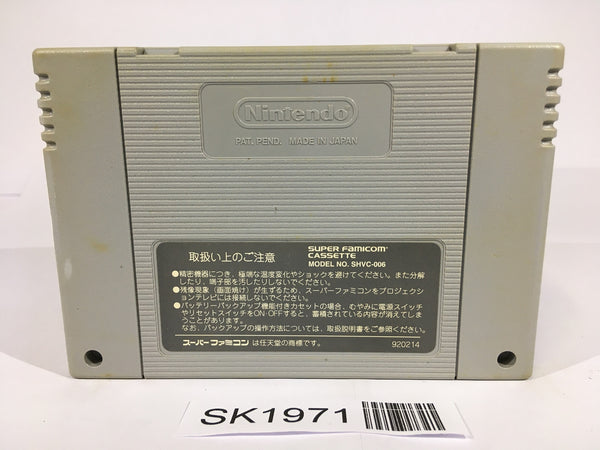 Nintendo
PAT. PEND. MADE IN JAPAN
取扱い上のご注意
SUPER FAMICOM
CASSETTE
MODEL NO. SHVC-006
●精密機器につき、極端な温度変化やショックを避けてください。また分解
したり、端子部を汚したりしないでください。
●残像現象（画面焼け）が生ずるため、スーパーファミコンをプロジェクシ
ョンテレビには接続しないでください。
●バッテリーバックアップ機能付きカセットの場合、むやみに電源スイッチ
やリセットスイッチをON・OFFすると、蓄積されている内容が消えてしま
うことがあります。
なお、バックアップの操作方法については、取扱説明書をご参照ください。
スーパーファミコン は任天堂の商標です。
920214
SK1971